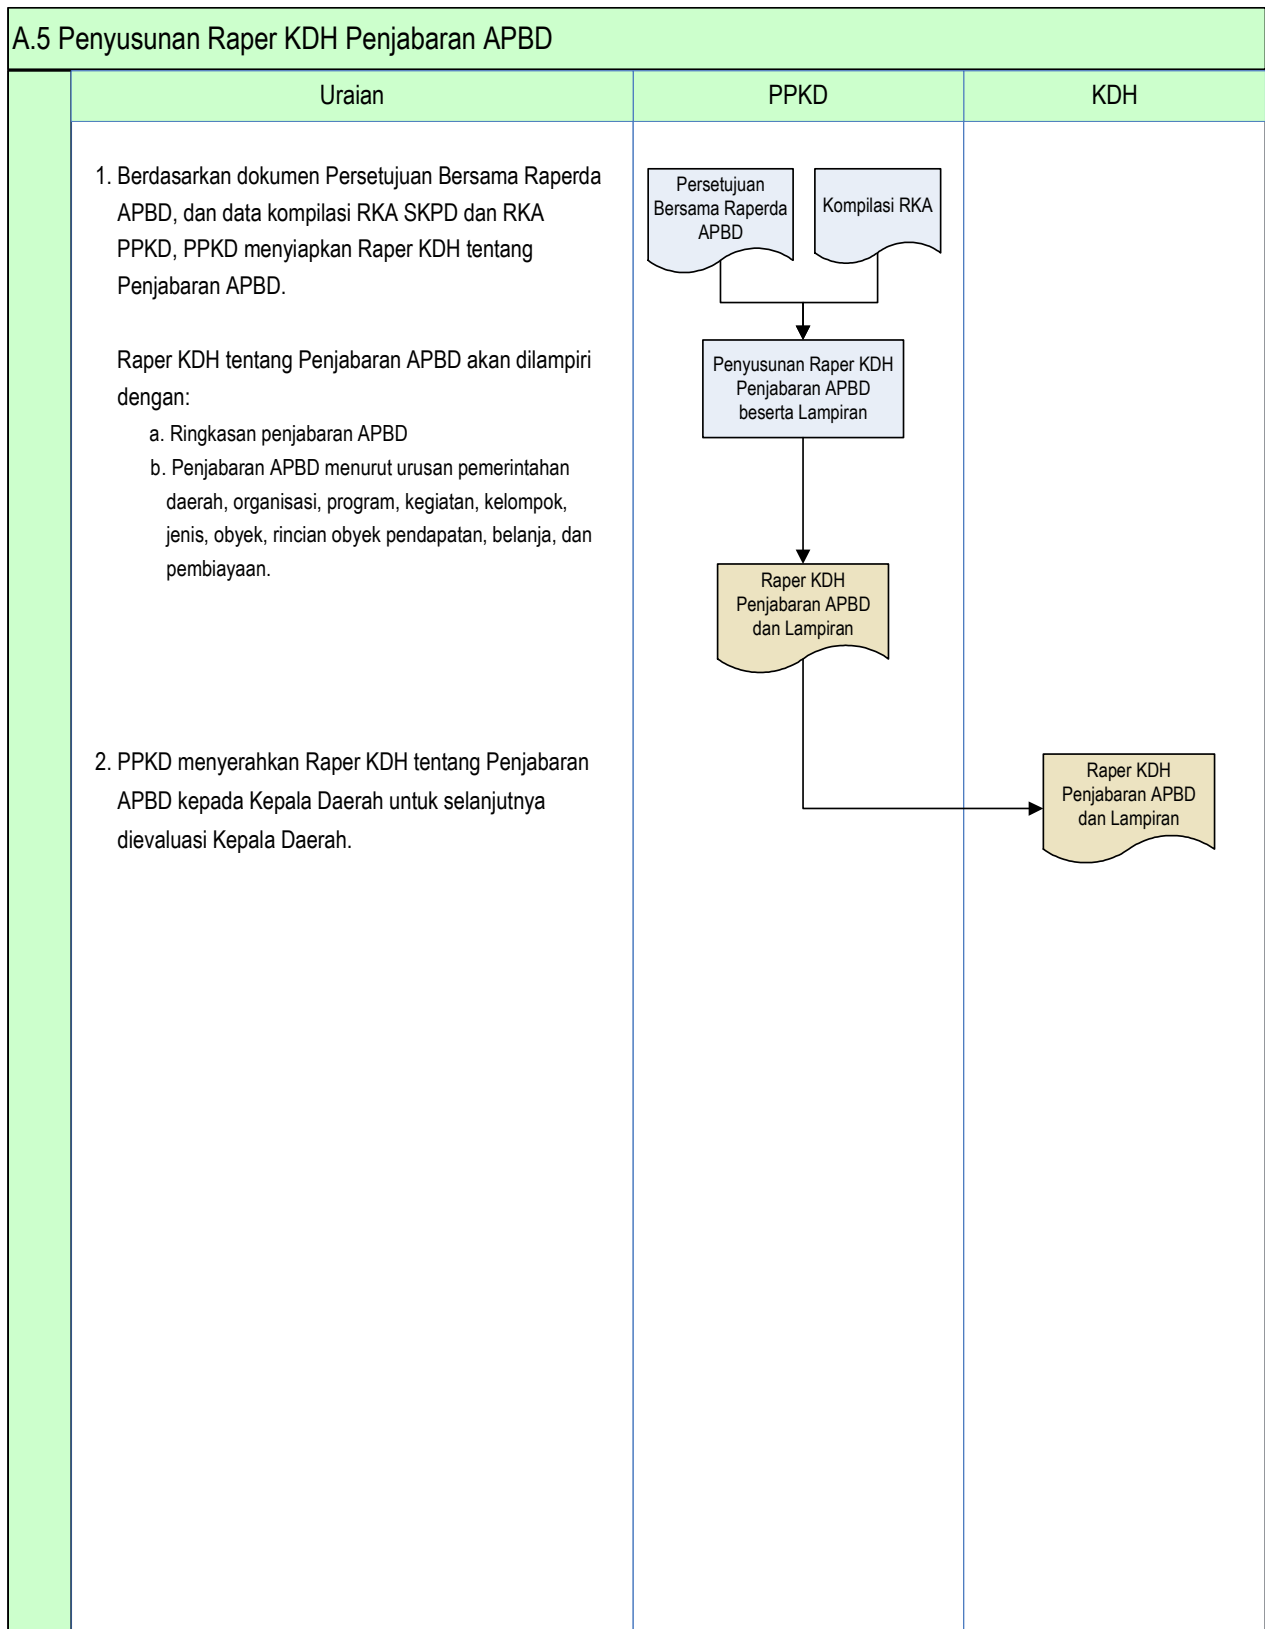 A.5 Penyusunan Raper KDH Penjabaran APBD
Uraian
PPKD
KDH
1. Berdasarkan dokumen Persetujuan Bersama Raperda
APBD, dan data kompilasi RKA SKPD dan RKA
PPKD, PPKD menyiapkan Raper KDH tentang
Penjabaran APBD.
Raper KDH tentang Penjabaran APBD akan dilampiri
dengan:
a. Ringkasan penjabaran APBD
b. Penjabaran APBD menurut urusan pemerintahan
daerah, organisasi, program, kegiatan, kelompok,
jenis, obyek, rincian obyek pendapatan, belanja, dan
pembiayaan.
2. PPKD menyerahkan Raper KDH tentang Penjabaran
APBD kepada Kepala Daerah untuk selanjutnya
dievaluasi Kepala Daerah.
Persetujuan
Bersama Raperda
APBD
Kompilasi RKA
Penyusunan Raper KDH
Penjabaran APBD
beserta Lampiran
Raper KDH
Penjabaran APBD
dan Lampiran
Raper KDH
Penjabaran APBD
dan Lampiran